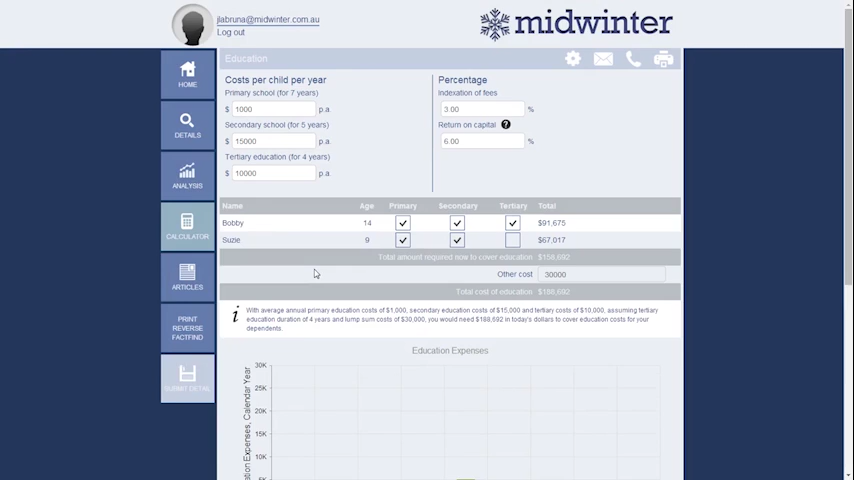 jlabruna@midwinter.com.au
Log out
midwinter
HOME
DETAILS
ANALYSIS
CALCULATOR
ARTICLES
PRINT
REVERSE
FACTFIND
SUBMIT DETAIL
Education
Costs per child per year
Primary school (for 7 years)
$ 1000 p.a.
Secondary school (for 5 years)
$ 15000 p.a.
Tertiary education (for 4 years)
$ 10000 p.a.
Percentage
Indexation of fees
3.00 %
Return on capital ?
6.00 %
Name Age Primary Secondary Tertiary Total
Bobby 14 $91,675
Suzie 9 $67,017
Total amount required now to cover education $158,692
Other cost 30000
Total cost of education $188,692
i With average annual primary education costs of $1,000, secondary education costs of $15,000 and tertiary costs of $10,000, assuming tertiary
education duration of 4 years and lump sum costs of $30,000, you would need $188,692 in today's dollars to cover education costs for your
dependents.
Education Expenses
30K
25K
20K
15K
10K
5K
Expenses, Calendar Year